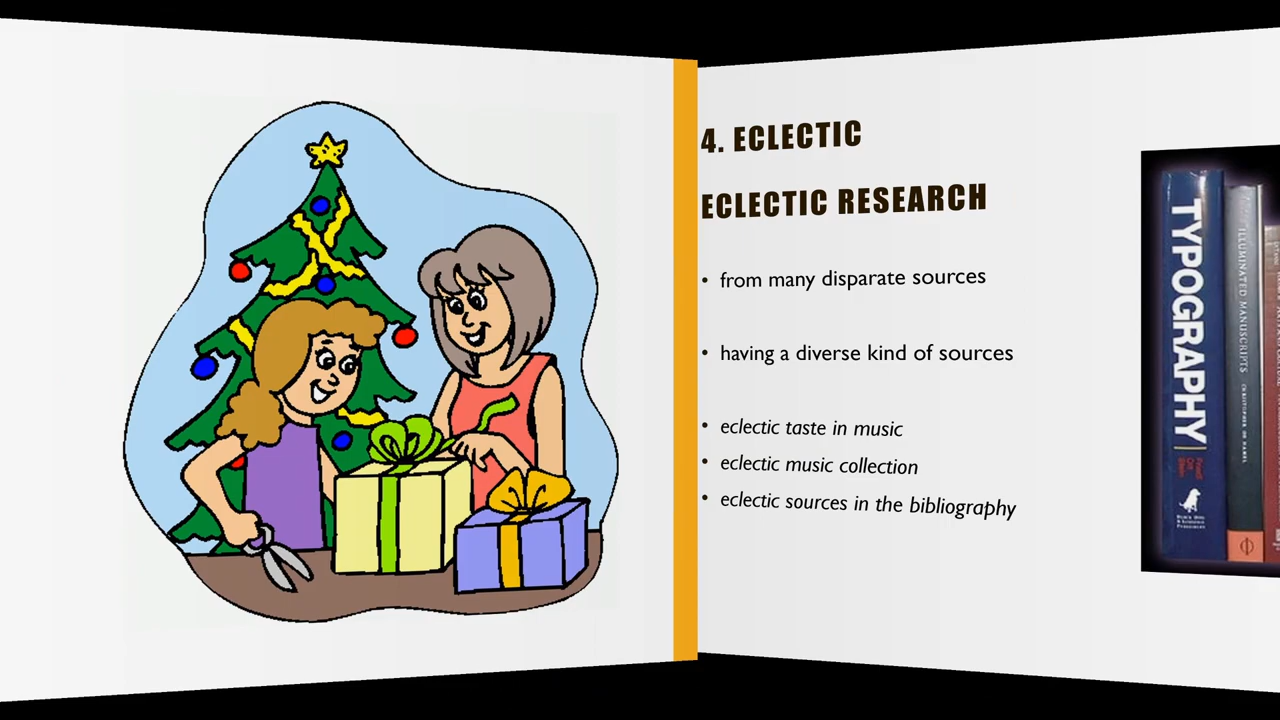 4. ECLECTIC
ECLECTIC RESEARCH
• from many disparate sources
• having a diverse kind of sources
• eclectic taste in music
• eclectic music collection
• eclectic sources in the bibliography
TYPOGRAPHY
ILLUMINATED MANUSCRIPTS